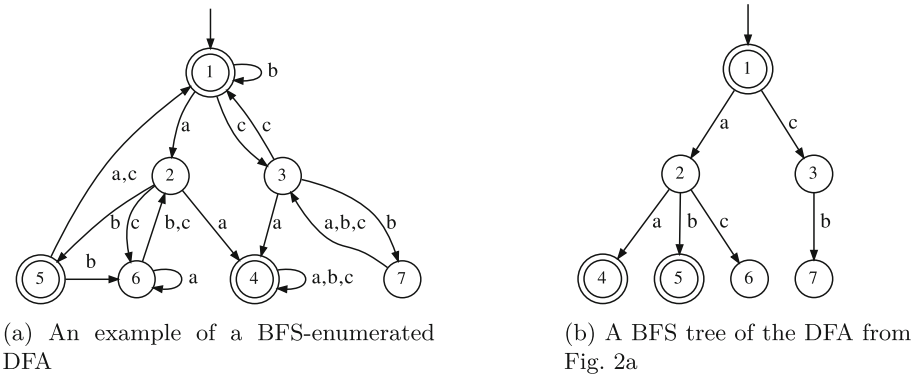 1
b
1
a
c
c
a
c
a,c
2
3
2
3
b
c
b,c
a
a
a,b,c
b
a
b
c
b
5
b
6
a
4
a,b,c
7
4
5
6
7
(a) An example of a BFS-enumerated
DFA
(b) A BFS tree of the DFA from
Fig. 2a